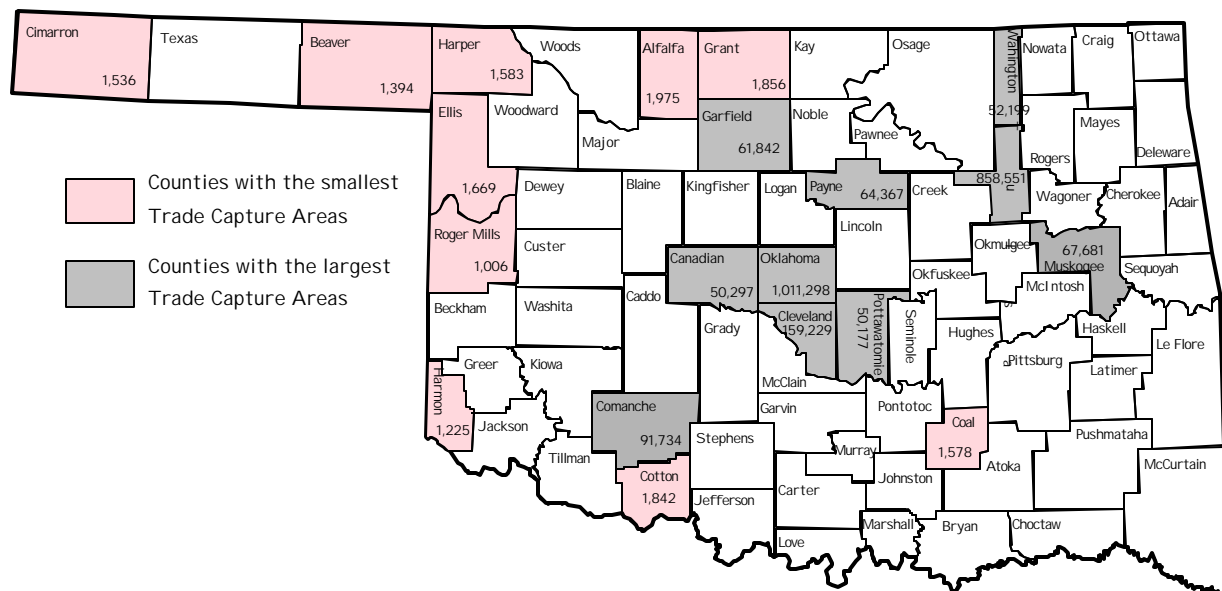 Cimarron
1,536
Texas
Beaver
1,394
Harper
1,583
Woods
Alfalfa
1,975
Grant
1,856
Kay
Osage
Wahington
52,199
Nowata
Craig
Ottawa
Ellis
1,669
Woodward
Major
Garfield
61,842
Noble
Pawnee
Rogers
Mayes
Deleware
Counties with the smallest
Trade Capture Areas
Counties with the largest
Trade Capture Areas
Roger Mills
1,006
Dewey
Custer
Blaine
Kingfisher
Logan
Payne
64,367
Creek
858,551
Wagoner
Cherokee
Adair
Lincoln
Okmulgee
67,681
Muskogee
Sequoyah
Canadian
50,297
Oklahoma
1,011,298
Okfuskee
McIntosh
Beckham
Washita
Caddo
Grady
Cleveland
159,229
Pottawatomie
50,177
Seminole
Hughes
Pittsburg
Haskell
Le Flore
Latimer
Greer
Kiowa
Harmon
1,225
Jackson
McClain
Comanche
91,734
Garvin
Pontotoc
Coal
1,578
Pushmataha
McCurtain
Tillman
Stephens
Murray
Atoka
Cotton
1,842
Jefferson
Carter
Johnston
Love
Marshall
Bryan
Choctaw